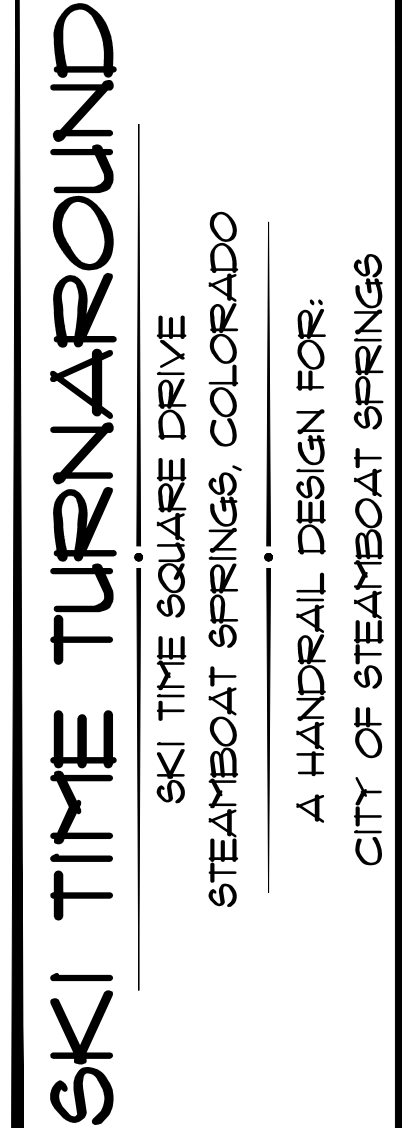 SKI TIME TURNAROUND
SKI TIME SQUARE DRIVE
STEAMBOAT SPRINGS, COLORADO
A HANDRAIL DESIGN FOR:
CITY OF STEAMBOAT SPRINGS